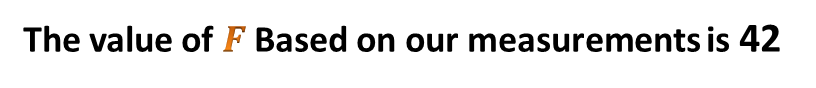 The value of F Based on our measurements is 42